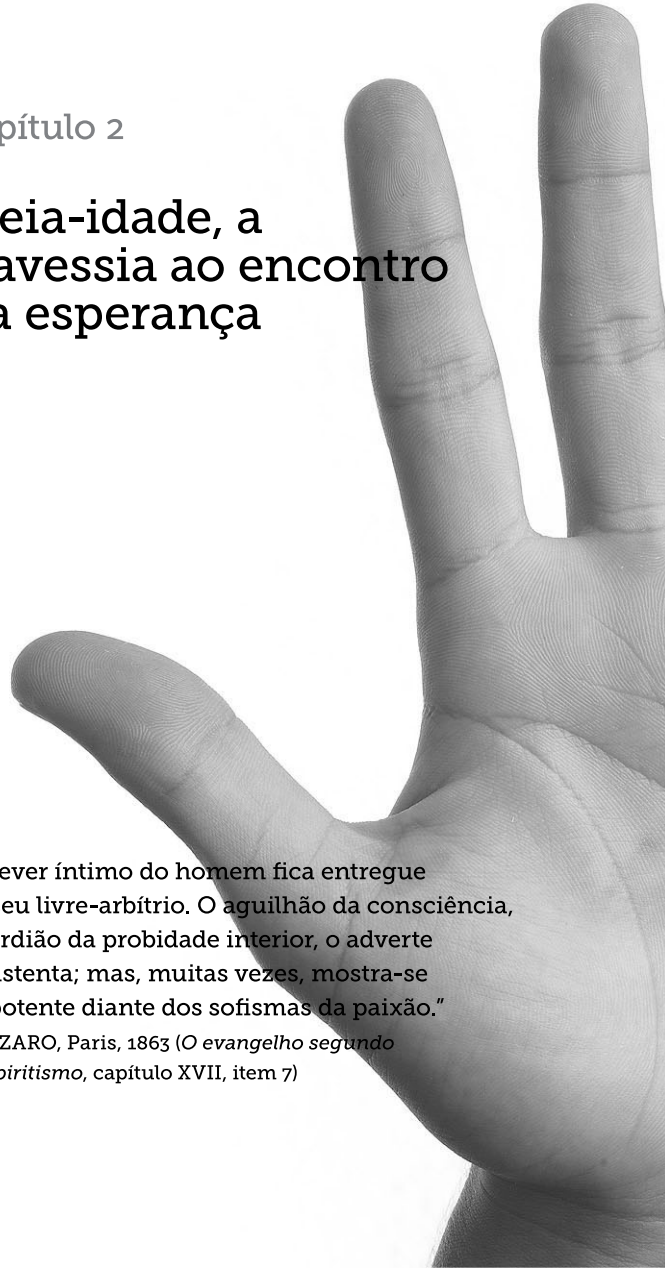 pítulo 2
eia-idade, a
avessia ao encontro
a esperança
ever íntimo do homem fica entregue
eu livre-arbítrio. O aguilhão da consciência,
rdião da probidade interior, o adverte
stenta; mas, muitas vezes, mostra-se
potente diante dos sofismas da paixão.”
ZARO, Paris, 1863 (O evangelho segundo
piritismo, capítulo XVII, item 7)